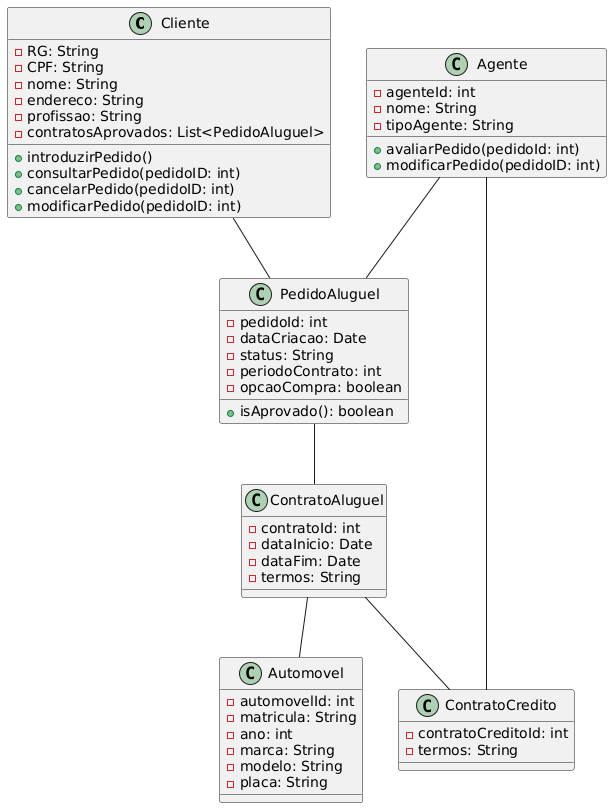 C Cliente
RG: String
CPF: String
nome: String
endereco: String
profissao: String
contratosAprovados: List<PedidoAluguel>
introduzirPedido()
consultarPedido(pedidoID: int)
cancelarPedido(pedidoID: int)
modificarPedido(pedidoID: int)
C Agente
agenteId: int
nome: String
tipoAgente: String
avaliarPedido(pedidoId: int)
modificarPedido(pedidoID: int)
C PedidoAluguel
pedidoId: int
dataCriacao: Date
status: String
periodoContrato: int
opcaoCompra: boolean
isAprovado(): boolean
C ContratoAluguel
contratoId: int
dataInicio: Date
dataFim: Date
termos: String
C Automovel
automovelId: int
matricula: String
ano: int
marca: String
modelo: String
placa: String
C ContratoCredito
contratoCreditoId: int
termos: String